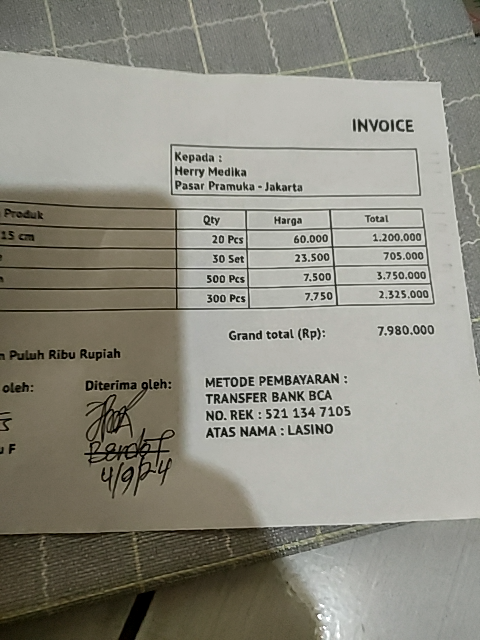 INVOICE
Kepada :
Herry Medika
Pasar Pramuka - Jakarta
Produk Qty Harga Total
15 cm 20 Pcs 60.000 1.200.000
30 Set 23.500 705.000
500 Pcs 7.500 3.750.000
300 Pcs 7.750 2.325.000
Grand total (Rp): 7.980.000
Puluh Ribu Rupiah
oleh: Diterima oleh:
METODE PEMBAYARAN :
TRANSFER BANK BCA
NO. REK : 521 134 7105
ATAS NAMA : LASINO
F
4/9/24